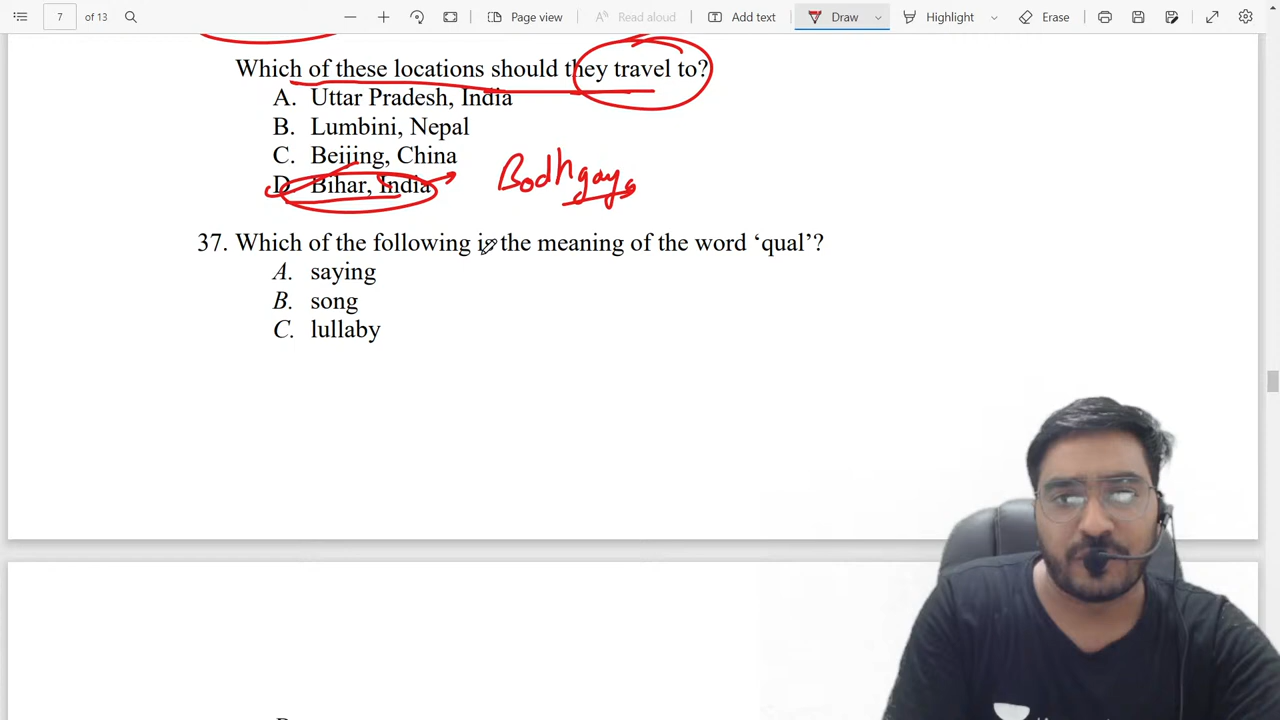 7 of 13 Page view Read aloud Add text Draw Highlight Erase
Which of these locations should they travel to?
A. Uttar Pradesh, India
B. Lumbini, Nepal
C. Beijing, China
D. Bihar, India
Bodhgaya
37. Which of the following is the meaning of the word ‘qual’?
A. saying
B. song
C. lullaby